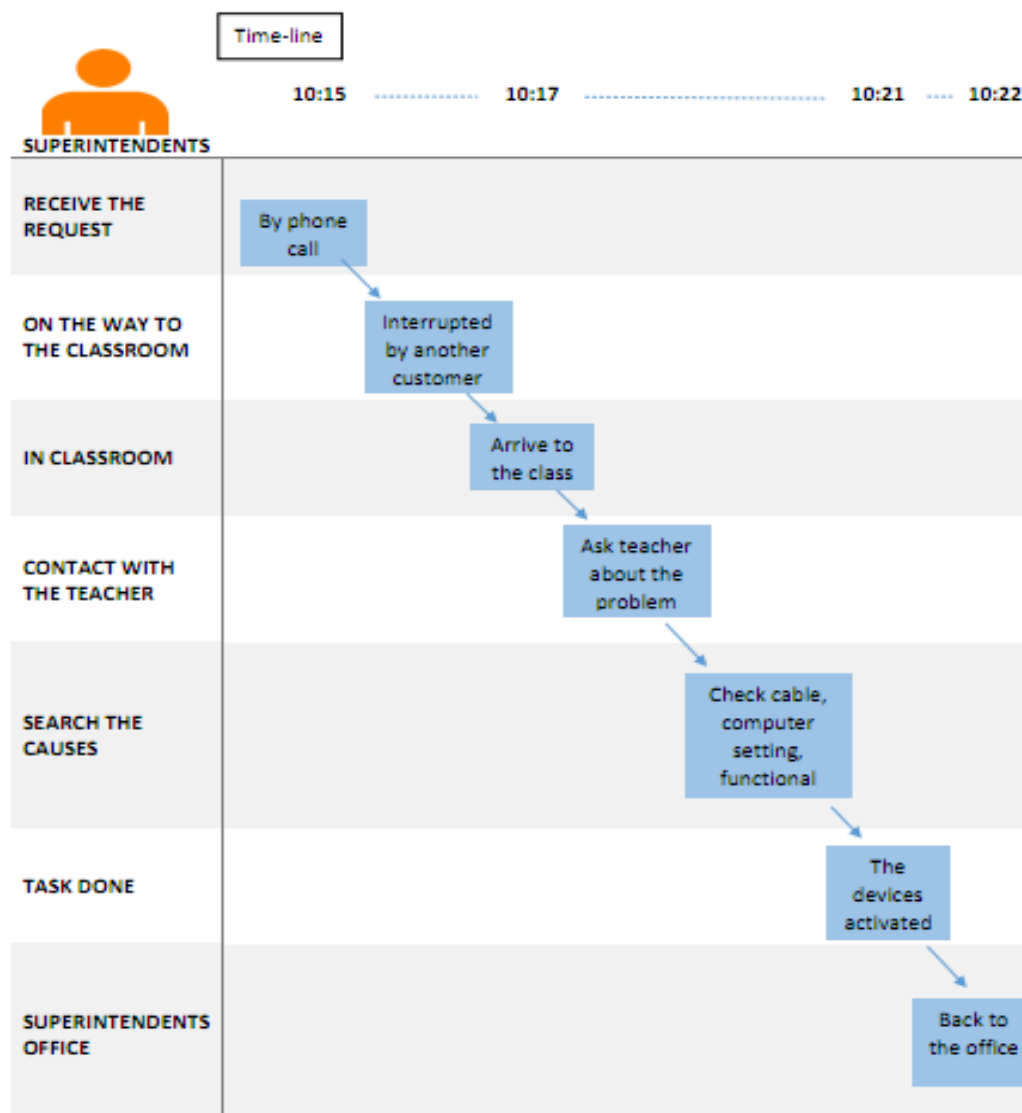 Time-line
10:15
10:17
10:21
10:22
SUPERINTENDENTS
RECEIVE THE
REQUEST
By phone
call
ON THE WAY TO
THE CLASSROOM
Interrupted
by another
customer
IN CLASSROOM
Arrive to
the class
CONTACT WITH
THE TEACHER
Ask teacher
about the
problem
SEARCH THE
CAUSES
Check cable,
computer
setting,
functional
TASK DONE
The
devices
activated
SUPERINTENDENTS
OFFICE
Back to
the office